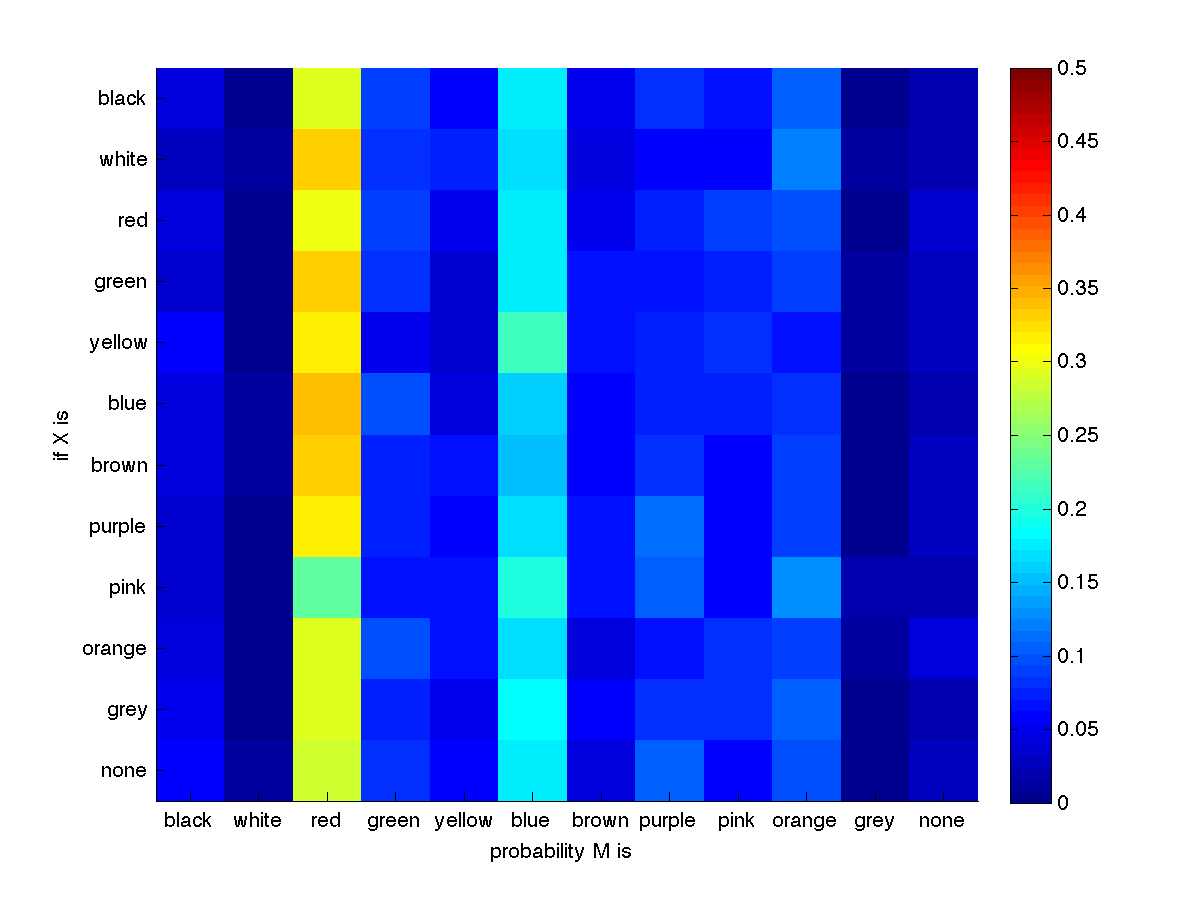 if X is
black
white
red
green
yellow
blue
brown
purple
pink
orange
grey
none
black white red green yellow blue brown purple pink orange grey none
probability M is
0.5
0.45
0.4
0.35
0.3
0.25
0.2
0.15
0.1
0.05
0